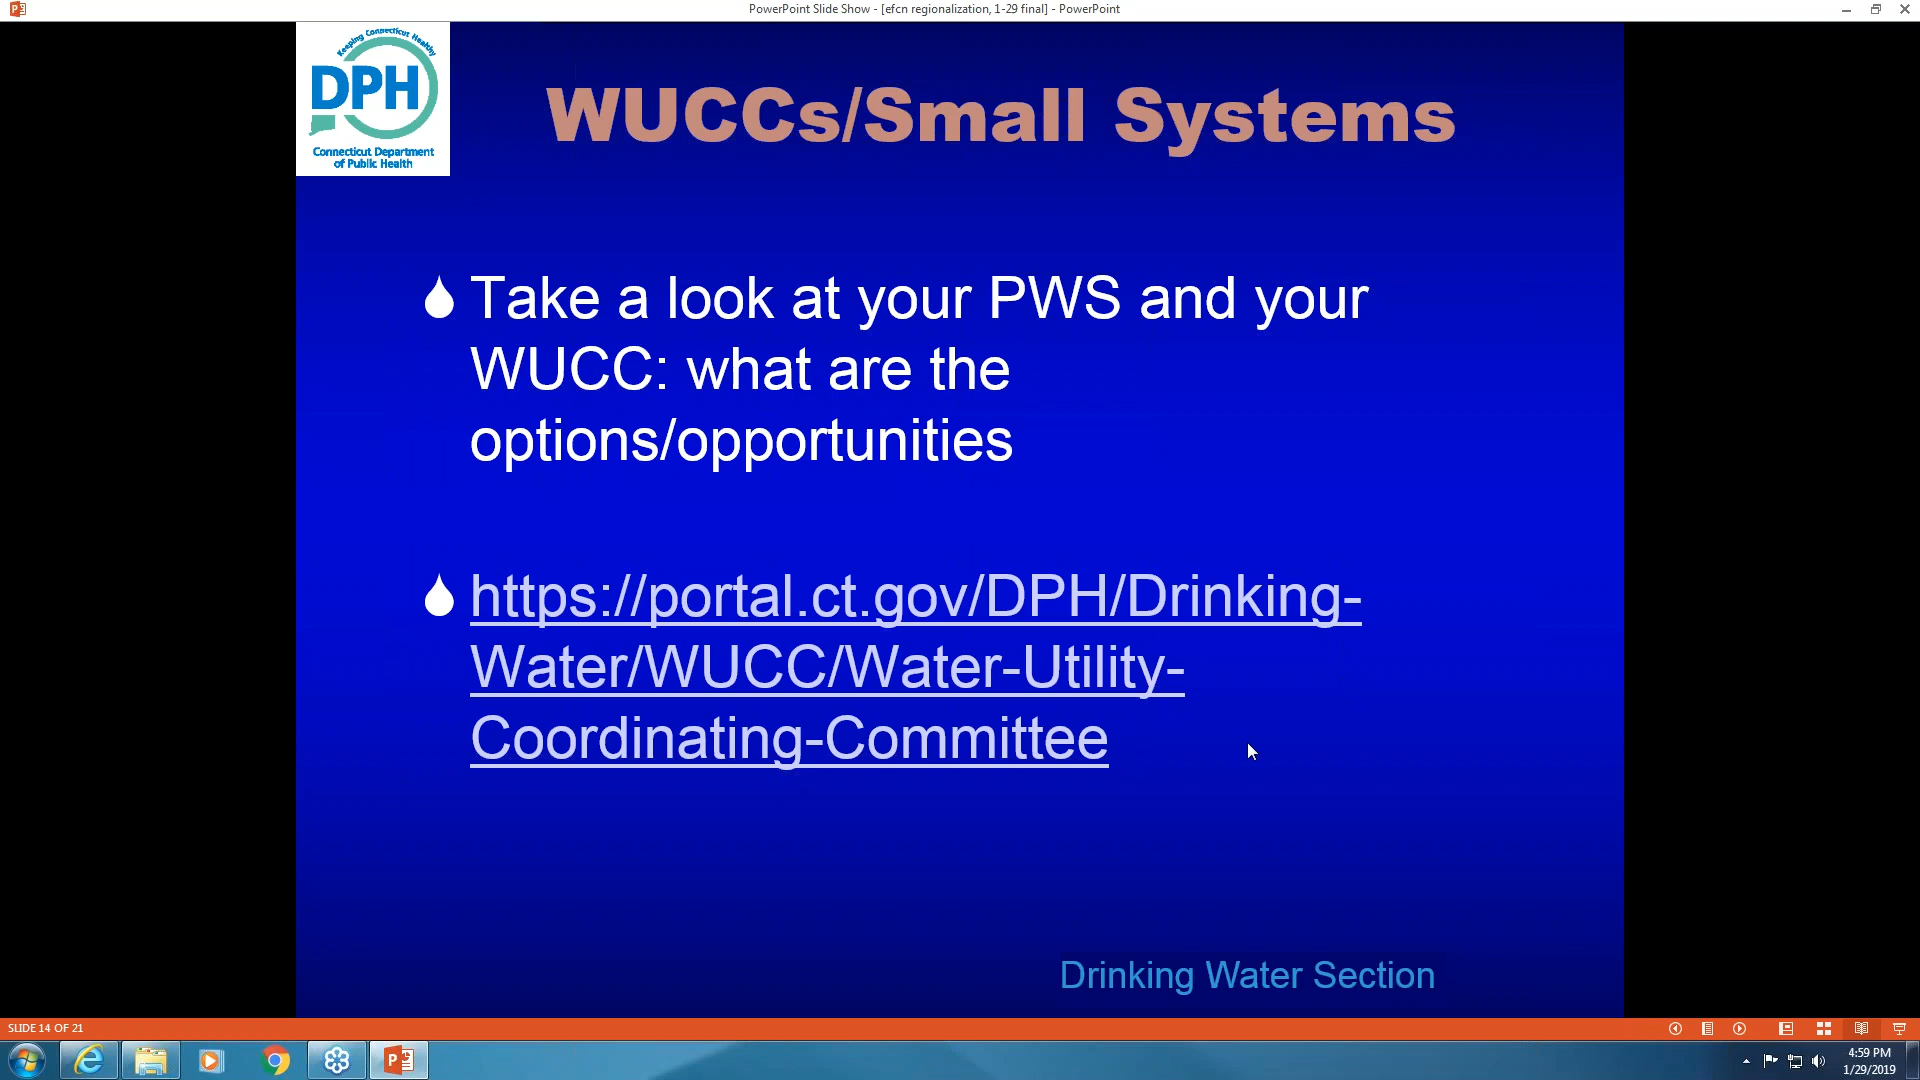 PowerPoint Slide Show - [efcn regionalization, 1-29 final] - PowerPoint
Keeping Connecticut Healthy
DPH
Connecticut Department
of Public Health
WUCCs/Small Systems
Take a look at your PWS and your
WUCC: what are the
options/opportunities
https://portal.ct.gov/DPH/Drinking-
Water/WUCC/Water-Utility-
Coordinating-Committee
Drinking Water Section
SLIDE 14 OF 21
4:59 PM
1/29/2019